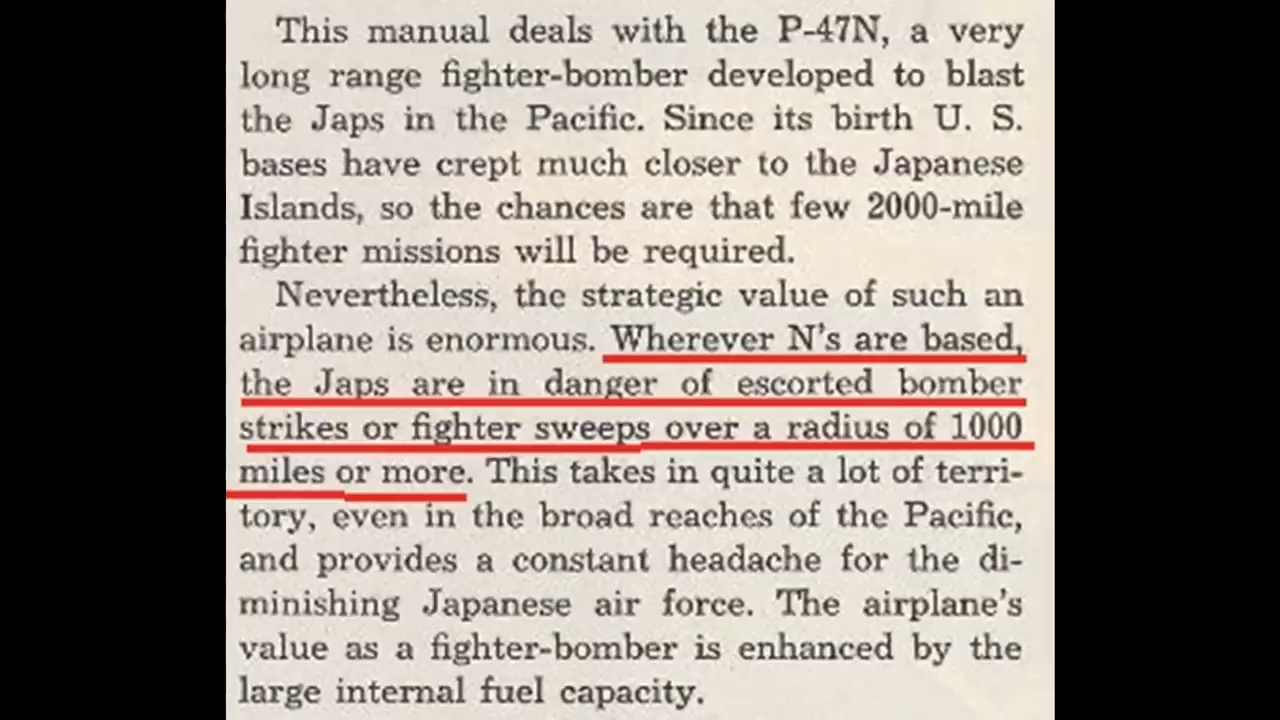 This manual deals with the P-47N, a very
long range fighter-bomber developed to blast
the Japs in the Pacific. Since its birth U. S.
bases have crept much closer to the Japanese
Islands, so the chances are that few 2000-mile
fighter missions will be required.
Nevertheless, the strategic value of such an
airplane is enormous. Wherever N's are based,
the Japs are in danger of escorted bomber
strikes or fighter sweeps over a radius of 1000
miles or more. This takes in quite a lot of terri-
tory, even in the broad reaches of the Pacific,
and provides a constant headache for the di-
minishing Japanese air force. The airplane's
value as a fighter-bomber is enhanced by the
large internal fuel capacity.